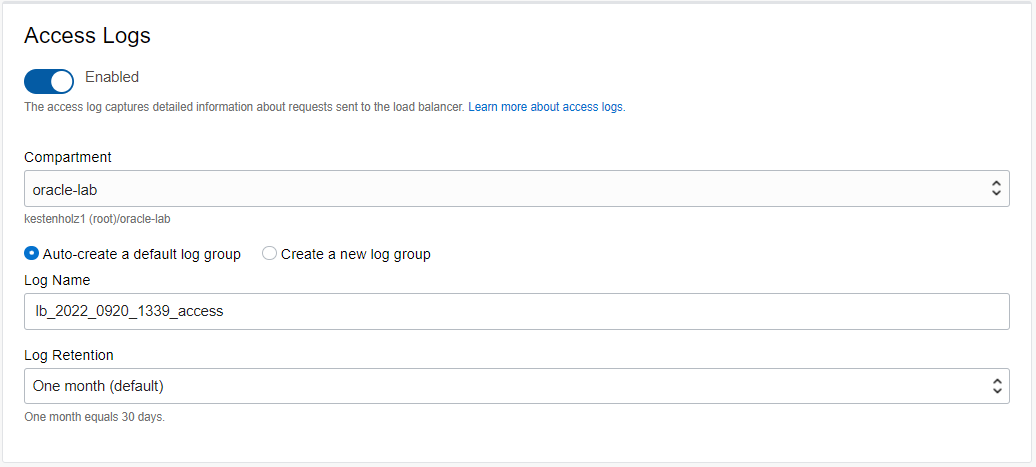 Access Logs
Enabled
The access log captures detailed information about requests sent to the load balancer. Learn more about access logs.
Compartment
oracle-lab
kestenholz1 (root)/oracle-lab
Auto-create a default log group Create a new log group
Log Name
lb_2022_0920_1339_access
Log Retention
One month (default)
One month equals 30 days.